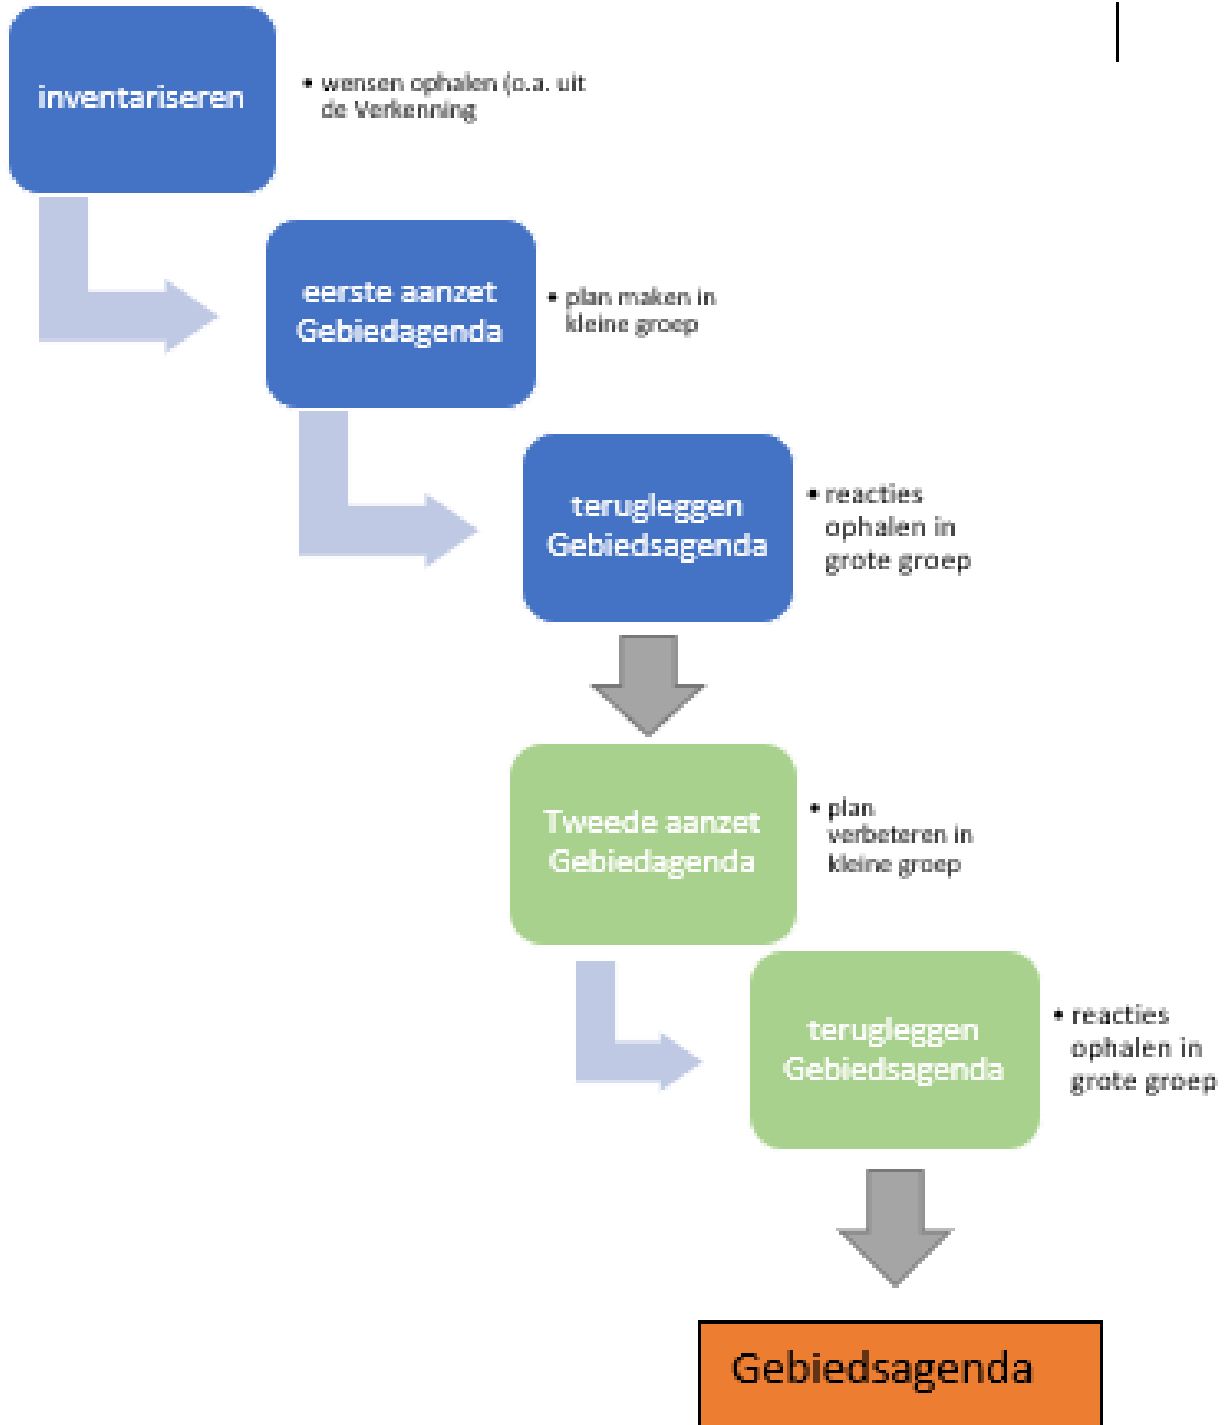 inventariseren
• wensen ophalen (o.a. uit
de Verkenning
eerste aanzet
Gebiedagenda
• plan maken in
kleine groep
terugleggen
Gebiedsagenda
• reacties
ophalen in
grote groep
Tweede aanzet
Gebiedagenda
• plan
verbeteren in
kleine groep
terugleggen
Gebiedsagenda
• reacties
ophalen in
grote groep
Gebiedsagenda